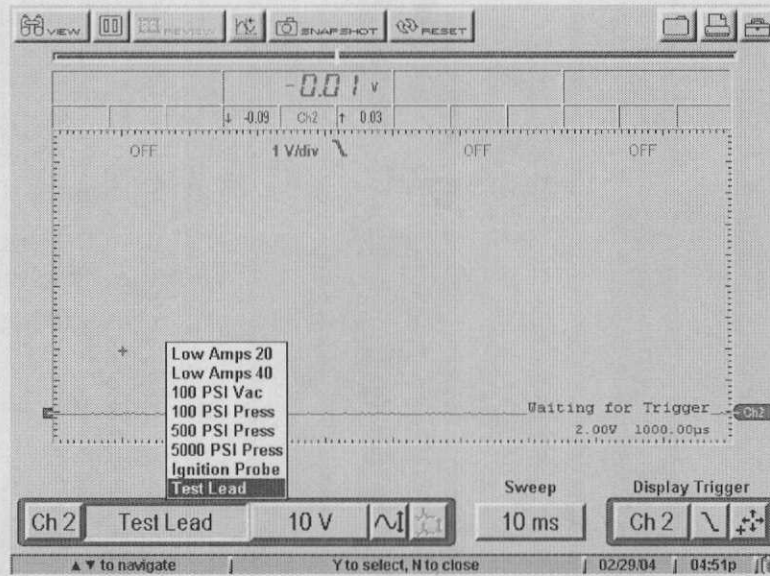 VIEW REVIEW SNAPSHOT RESET
-0.01 V
↓ -0.09 Ch2 ↑ 0.03
OFF 1 V/div OFF OFF
Low Amps 20
Low Amps 40
100 PSI Vac
100 PSI Press
500 PSI Press
5000 PSI Press
Ignition Probe
Test Lead
Waiting for Trigger
Ch2
2.00V 1000.00µs
Sweep Display Trigger
Ch 2 Test Lead 10 V 10 ms Ch 2
▲ ▼ to navigate Y to select, N to close 02/29.04 04:51p